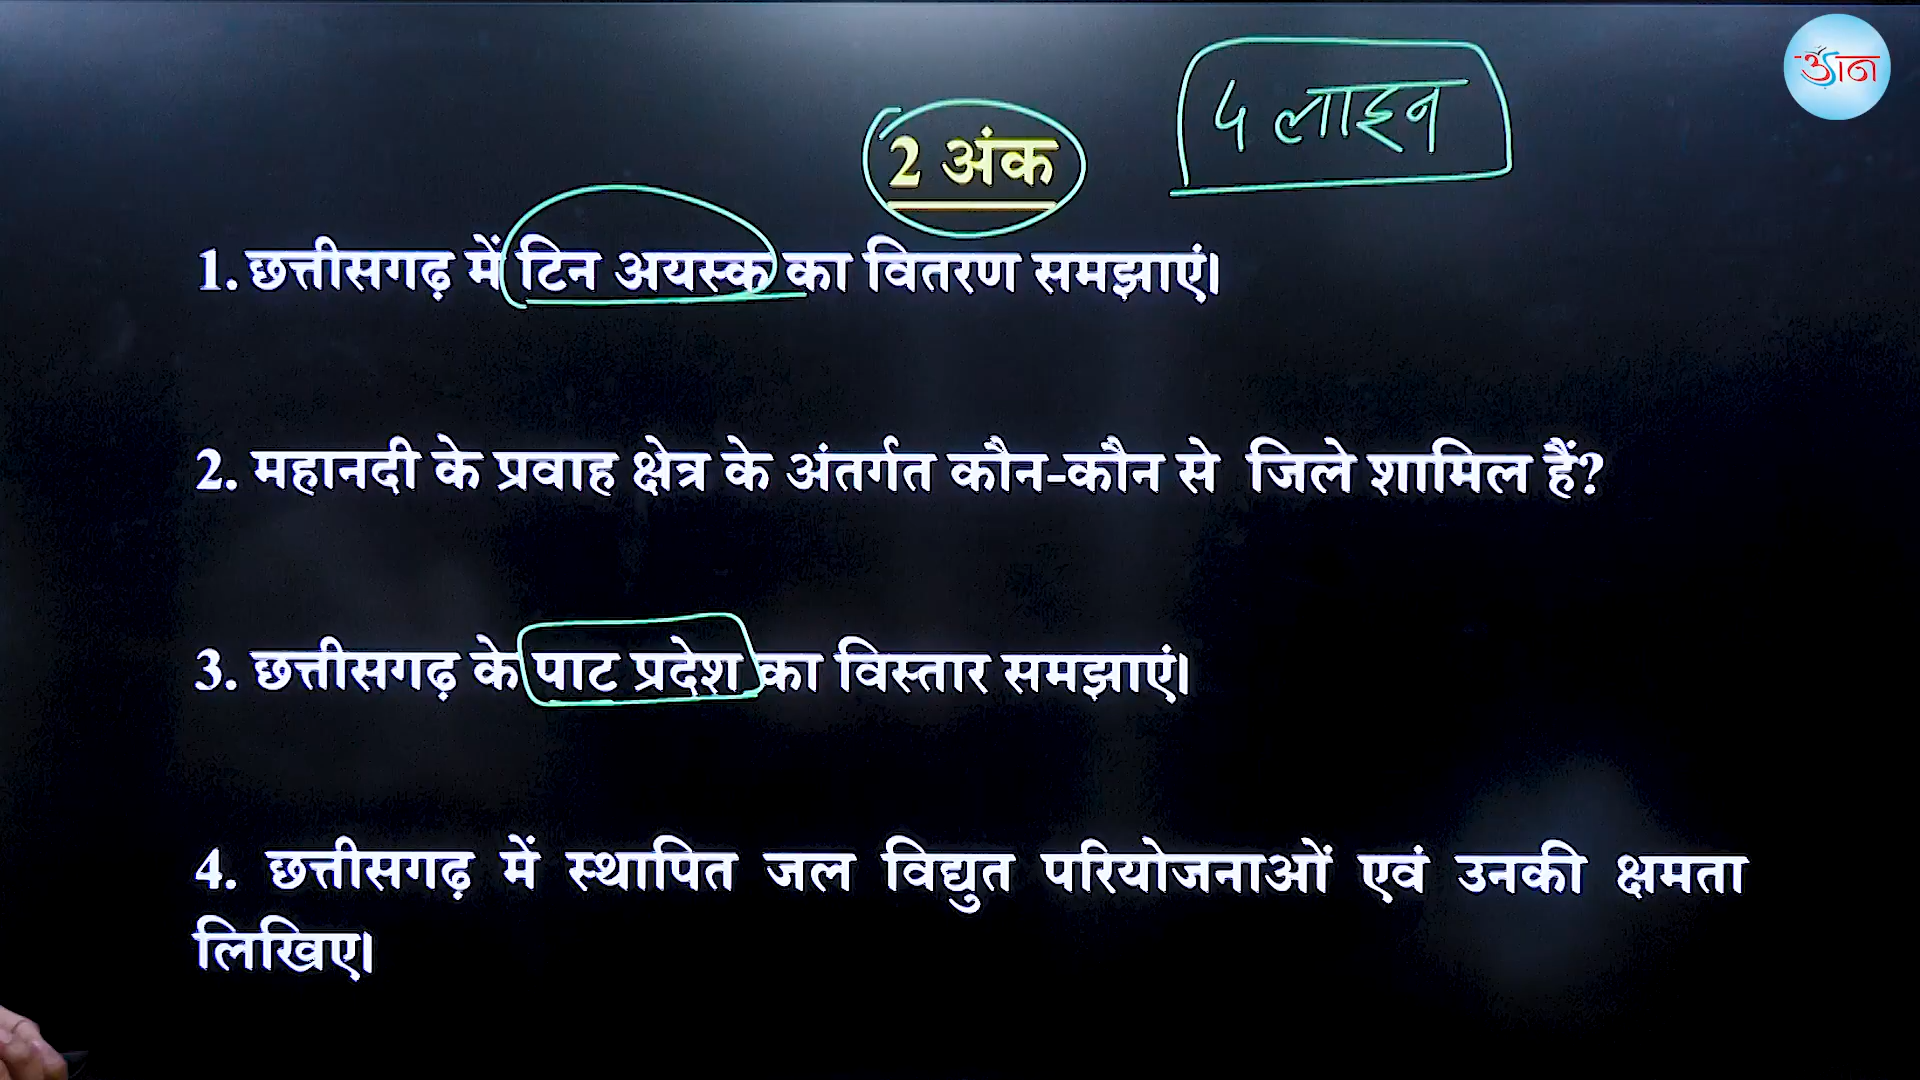 ज्ञान
५ लाइन
2 अंक
1. छत्तीसगढ़ में टिन अयस्क का वितरण समझाएं।
2. महानदी के प्रवाह क्षेत्र के अंतर्गत कौन-कौन से जिले शामिल हैं?
3. छत्तीसगढ़ के पाट प्रदेश का विस्तार समझाएं।
4. छत्तीसगढ़ में स्थापित जल विद्युत परियोजनाओं एवं उनकी क्षमता
लिखिए।